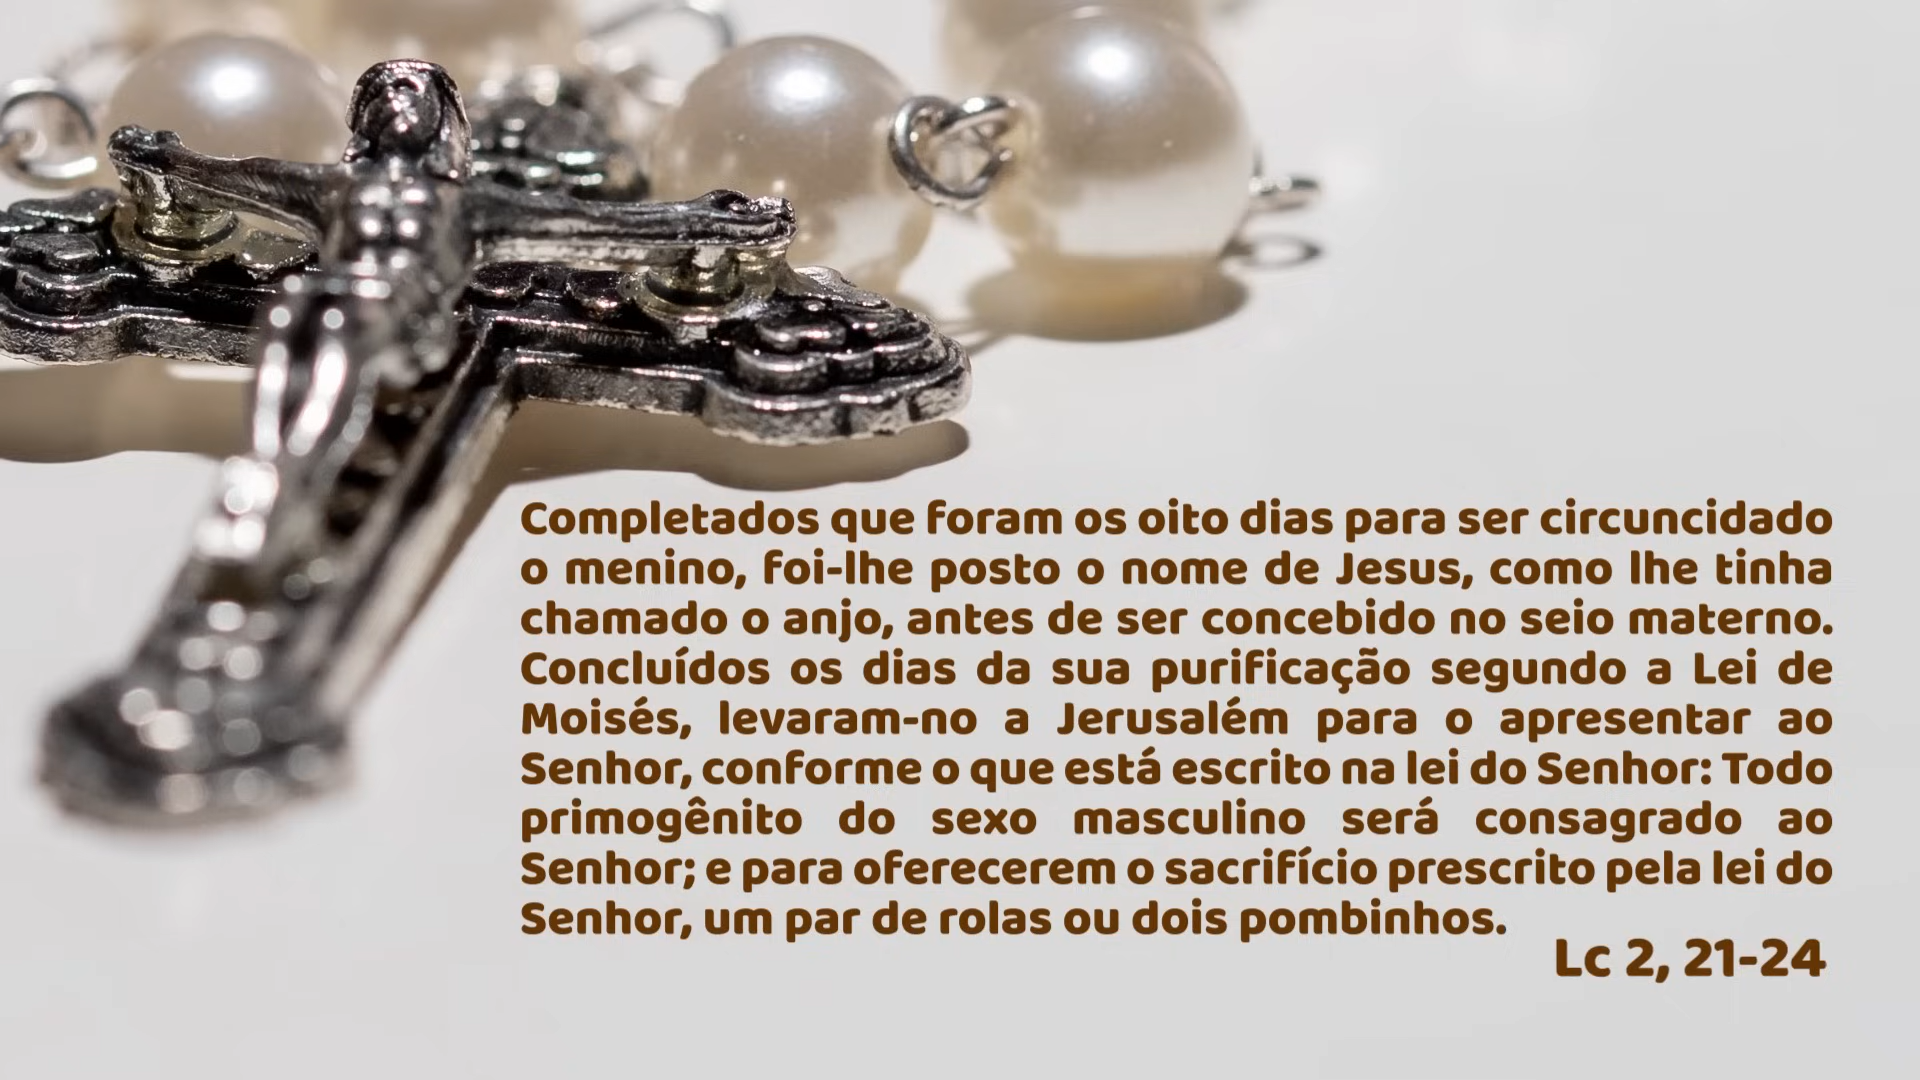 Completados que foram os oito dias para ser circuncidado
o menino, foi-lhe posto o nome de Jesus, como lhe tinha
chamado o anjo, antes de ser concebido no seio materno.
Concluídos os dias da sua purificação segundo a Lei de
Moisés, levaram-no a Jerusalém para o apresentar ao
Senhor, conforme o que está escrito na lei do Senhor: Todo
primogênito do sexo masculino será consagrado ao
Senhor; e para oferecerem o sacrifício prescrito pela lei do
Senhor, um par de rolas ou dois pombinhos.
Lc 2, 21-24